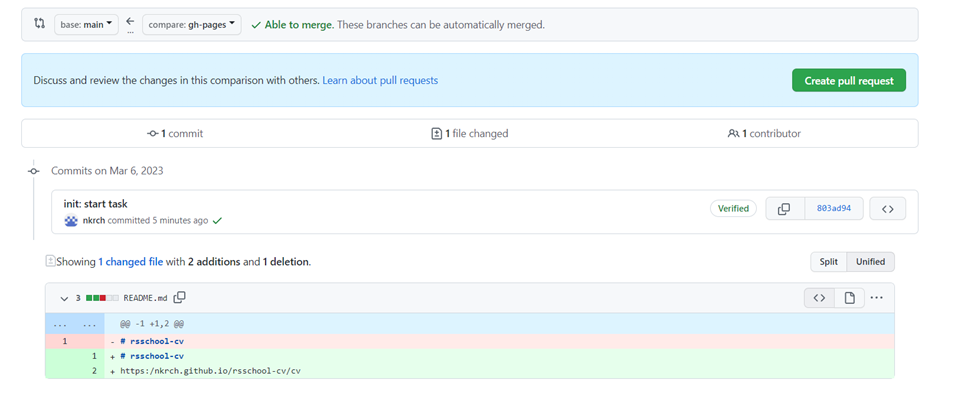 base: main ... compare: gh-pages Able to merge. These branches can be automatically merged.
Discuss and review the changes in this comparison with others. Learn about pull requests Create pull request
1 commit 1 file changed 1 contributor
Commits on Mar 6, 2023
init: start task
nkrch committed 5 minutes ago Verified 803ad94
Showing 1 changed file with 2 additions and 1 deletion. Split Unified
3 README.md
... ... @@ -1 +1,2 @@
1 - # rsschool-cv
1 + # rsschool-cv
2 + https:/nkrch.github.io/rsschool-cv/cv